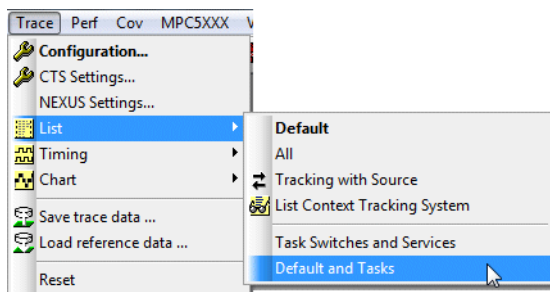 Trace Perf Cov MPC5XXX
Configuration...
CTS Settings...
NEXUS Settings...
List
Timing
Chart
Save trace data ...
Load reference data ...
Reset
Default
All
Tracking with Source
List Context Tracking System
Task Switches and Services
Default and Tasks